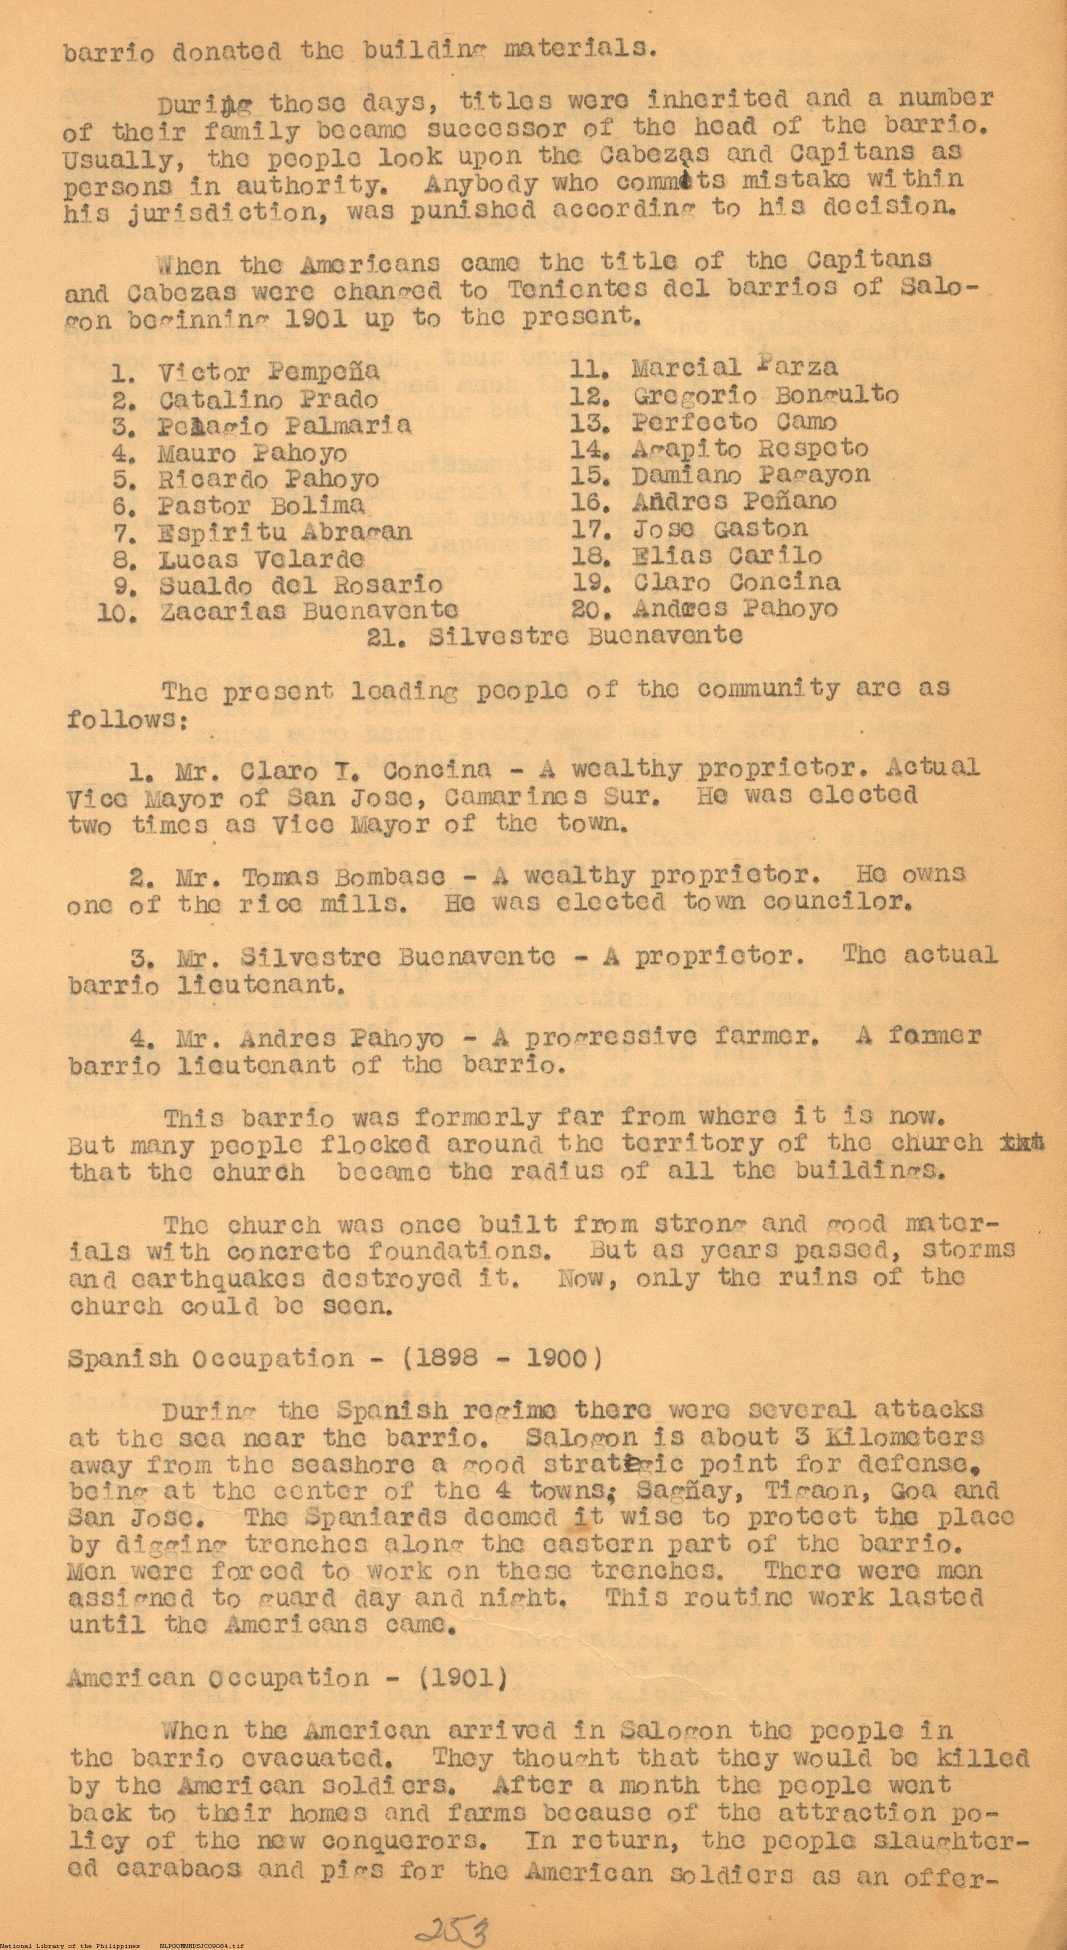 barrio donated the building materials.
During those days, titles were inherited and a number
of their family became successor of the head of the barrio.
Usually, the people look upon the Cabezas and Capitans as
persons in authority. Anybody who commits mistake within
his jurisdiction, was punished according to his decision.
When the Americans came the title of the Capitans
and Cabezas were changed to Tenientes del barrios of Salo-
gon beginning 1901 up to the present.
1. Victor Pempeña
2. Catalino Prado
3. Pelagio Palmaria
4. Mauro Pahoyo
5. Ricardo Pahoyo
6. Pastor Bolima
7. Espiritu Abragan
8. Lucas Velarde
9. Sualdo del Rosario
10. Zacarias Buenavente
11. Marcial Parza
12. Gregorio Bongulto
13. Perfecto Camo
14. Agapito Respeto
15. Damiano Pagayon
16. Andres Peñano
17. Jose Gaston
18. Elias Carilo
19. Claro Concina
20. Andres Pahoyo
21. Silvestre Buenavente
The present leading people of the community are as
follows:
1. Mr. Claro T. Concina - A wealthy proprietor. Actual
Vice Mayor of San Jose, Camarines Sur. He was elected
two times as Vice Mayor of the town.
2. Mr. Tomas Bombase - A wealthy proprietor. He owns
one of the rice mills. He was elected town councilor.
3. Mr. Silvestre Buenavente - A proprietor. The actual
barrio lieutenant.
4. Mr. Andres Pahoyo - A progressive farmer. A former
barrio lieutenant of the barrio.
This barrio was formerly far from where it is now.
But many people flocked around the territory of the church
that the church became the radius of all the buildings.
The church was once built from strong and good mater-
ials with concrete foundations. But as years passed, storms
and earthquakes destroyed it. Now, only the ruins of the
church could be seen.
Spanish Occupation - (1898 - 1900)
During the Spanish regime there were several attacks
at the sea near the barrio. Salogon is about 3 Kilometers
away from the seashore a good strategic point for defense,
being at the center of the 4 towns; Sagñay, Tigaon, Goa and
San Jose. The Spaniards deemed it wise to protect the place
by digging trenches along the eastern part of the barrio.
Men were forced to work on these trenches. There were men
assigned to guard day and night. This routine work lasted
until the Americans came.
American Occupation - (1901)
When the American arrived in Salogon the people in
the barrio evacuated. They thought that they would be killed
by the American soldiers. After a month the people went
back to their homes and farms because of the attraction po-
licy of the new conquerors. In return, the people slaughter-
ed carabaos and pigs for the American soldiers as an offer-
253
National Library of the Philippines